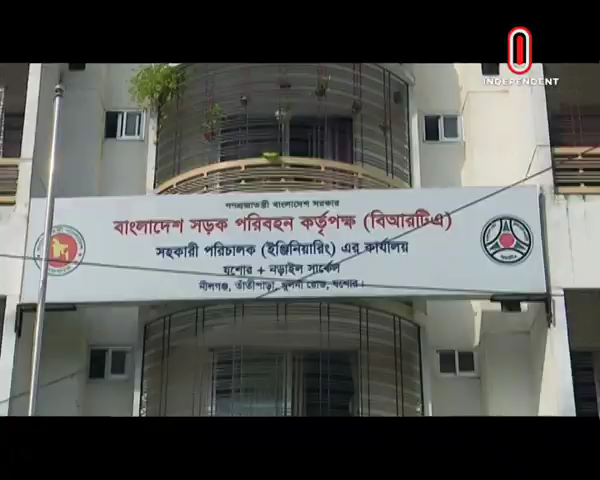 INDEPENDENT
গণপ্রজাতন্ত্রী বাংলাদেশ সরকার
বাংলাদেশ সড়ক পরিবহন কর্তৃপক্ষ (বিআরটিএ)
সহকারী পরিচালক (ইঞ্জিনিয়ারিং) এর কার্যালয়
যশোর + নড়াইল সার্কেল
নীলগঞ্জ, তাঁতীপাড়া, খুলনা রোড, যশোর।